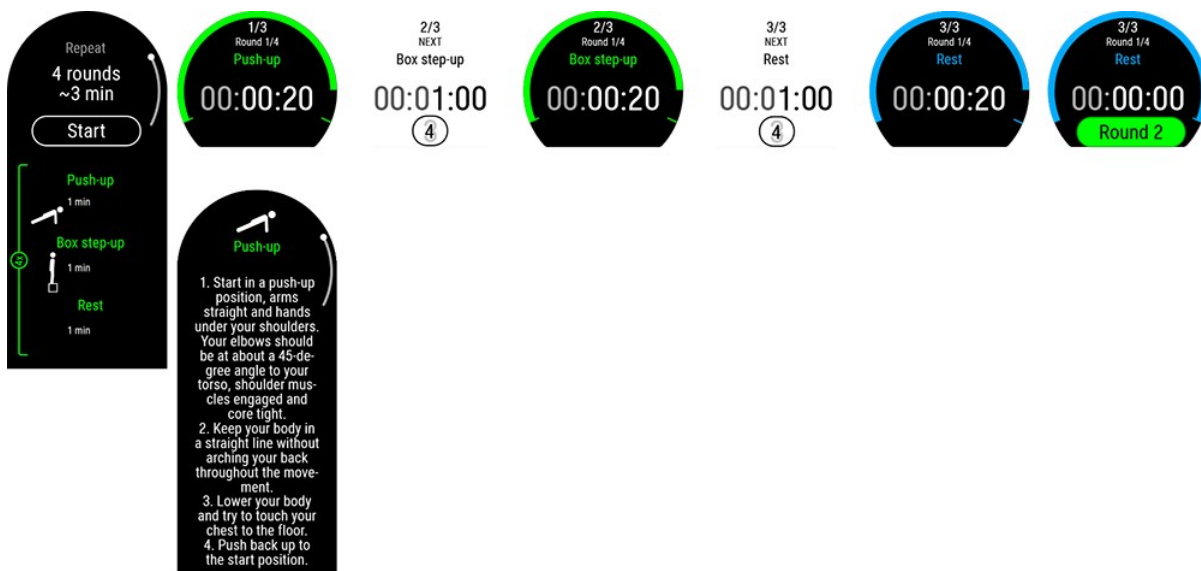 Repeat
4 rounds
~3 min
Start
4x
Push-up
1 min
Box step-up
1 min
Rest
1 min
1/3
Round 1/4
Push-up
00:00:20
Push-up
1. Start in a push-up
position, arms
straight and hands
under your shoulders.
Your elbows should
be at about a 45-de-
gree angle to your
torso, shoulder mus-
cles engaged and
core tight.
2. Keep your body in
a straight line without
arching your back
throughout the move-
ment.
3. Lower your body
and try to touch your
chest to the floor.
4. Push back up to
the start position.
2/3
NEXT
Box step-up
00:01:00
4
2/3
Round 1/4
Box step-up
00:00:20
3/3
NEXT
Rest
00:01:00
4
3/3
Round 1/4
Rest
00:00:20
3/3
Round 1/4
Rest
00:00:00
Round 2